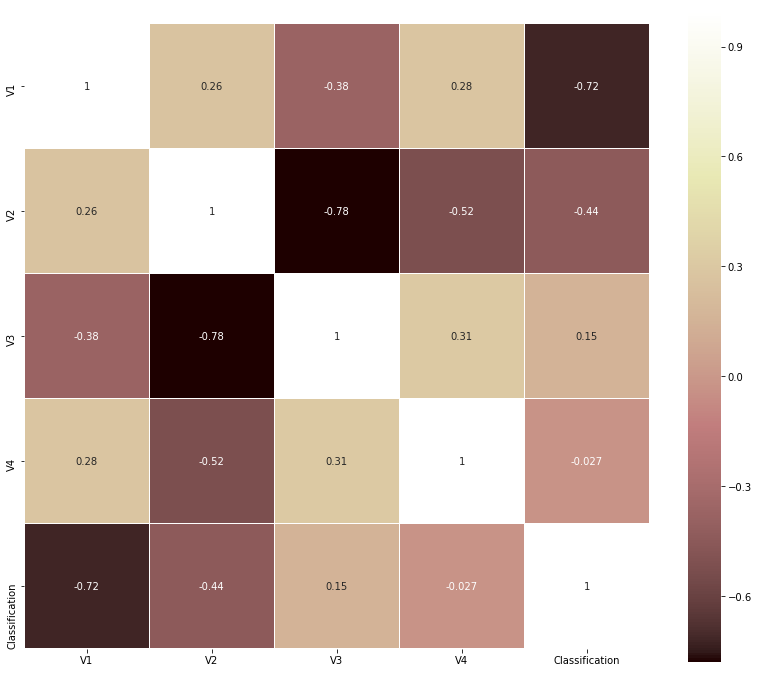 V1 1 0.26 -0.38 0.28 -0.72
V2 0.26 1 -0.78 -0.52 -0.44
V3 -0.38 -0.78 1 0.31 0.15
V4 0.28 -0.52 0.31 1 -0.027
Classification -0.72 -0.44 0.15 -0.027 1
V1 V2 V3 V4 Classification
0.9
0.6
0.3
0.0
−0.3
−0.6